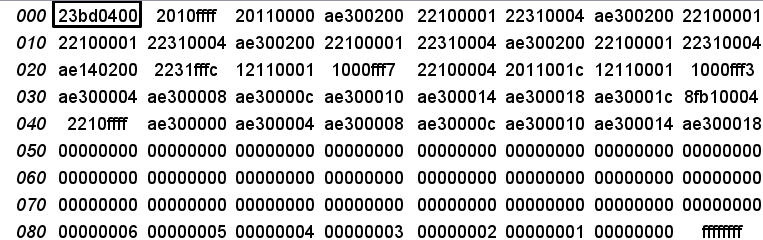 000 23bd0400 2010ffff 20110000 ae300200 22100001 22310004 ae300200 22100001
010 22100001 22310004 ae300200 22100001 22310004 ae300200 22100001 22310004
020 ae140200 2231fffc 12110001 1000fff7 22100004 2011001c 12110001 1000fff3
030 ae300004 ae300008 ae30000c ae300010 ae300014 ae300018 ae30001c 8fb10004
040 2210ffff ae300000 ae300004 ae300008 ae30000c ae300010 ae300014 ae300018
050 00000000 00000000 00000000 00000000 00000000 00000000 00000000 00000000
060 00000000 00000000 00000000 00000000 00000000 00000000 00000000 00000000
070 00000000 00000000 00000000 00000000 00000000 00000000 00000000 00000000
080 00000006 00000005 00000004 00000003 00000002 00000001 00000000 ffffffff